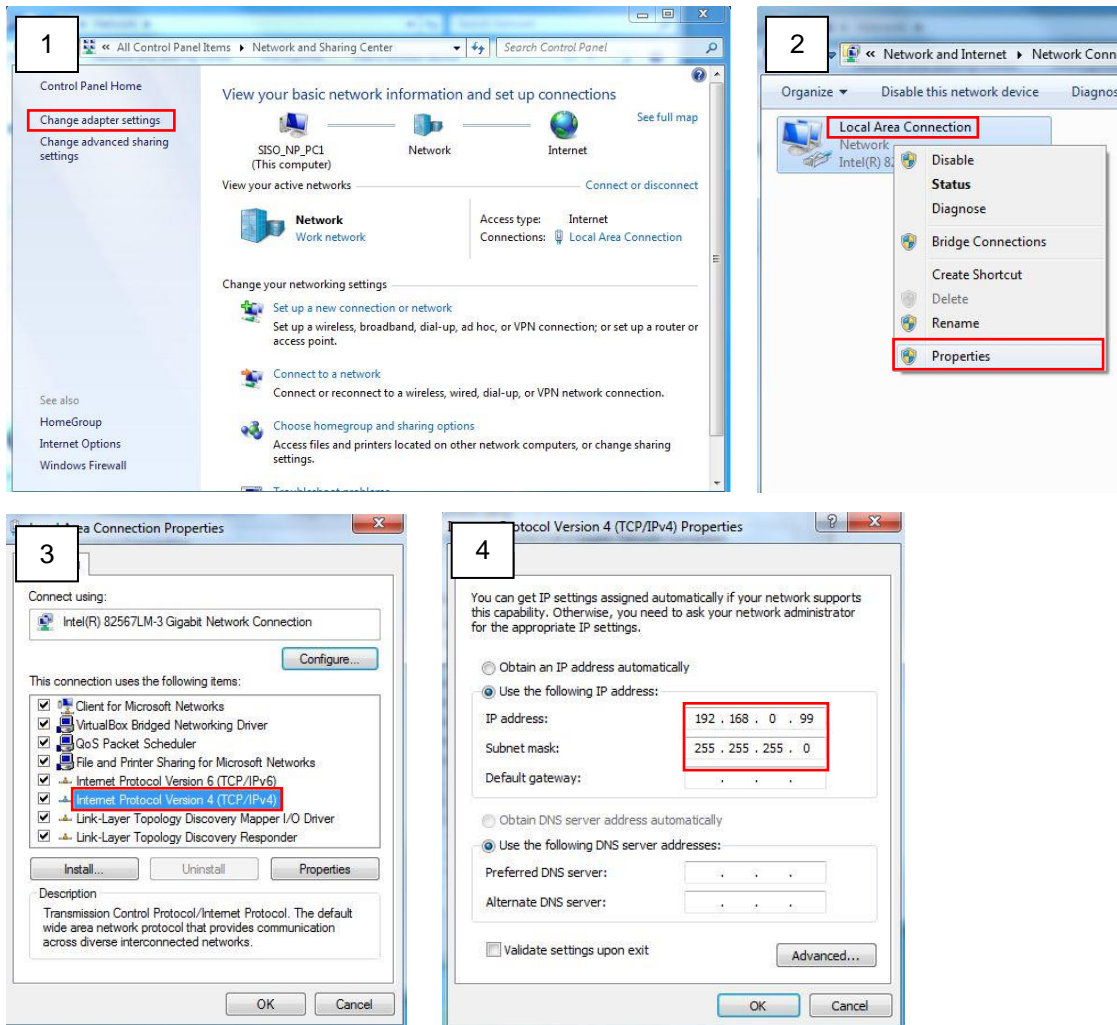 1
« All Control Panel Items ▸ Network and Sharing Center
Search Control Panel
Control Panel Home
Change adapter settings
Change advanced sharing
settings
See also
HomeGroup
Internet Options
Windows Firewall
View your basic network information and set up connections
See full map
SISO_NP_PC1
(This computer)
Network
Internet
View your active networks
Connect or disconnect
Network
Work network
Access type: Internet
Connections: Local Area Connection
Change your networking settings
Set up a new connection or network
Set up a wireless, broadband, dial-up, ad hoc, or VPN connection; or set up a router or
access point.
Connect to a network
Connect or reconnect to a wireless, wired, dial-up, or VPN network connection.
Choose homegroup and sharing options
Access files and printers located on other network computers, or change sharing
settings.
2
« Network and Internet ▸ Network Conn
Organize Disable this network device Diagnos
Local Area Connection
Network
Intel(R) 82
Disable
Status
Diagnose
Bridge Connections
Create Shortcut
Delete
Rename
Properties
3
ea Connection Properties
Connect using:
Intel(R) 82567LM-3 Gigabit Network Connection
Configure...
This connection uses the following items:
Client for Microsoft Networks
VirtualBox Bridged Networking Driver
QoS Packet Scheduler
File and Printer Sharing for Microsoft Networks
Internet Protocol Version 6 (TCP/IPv6)
Internet Protocol Version 4 (TCP/IPv4)
Link-Layer Topology Discovery Mapper I/O Driver
Link-Layer Topology Discovery Responder
Install... Uninstall Properties
Description
Transmission Control Protocol/Internet Protocol. The default
wide area network protocol that provides communication
across diverse interconnected networks.
OK Cancel
4
otocol Version 4 (TCP/IPv4) Properties
You can get IP settings assigned automatically if your network supports
this capability. Otherwise, you need to ask your network administrator
for the appropriate IP settings.
Obtain an IP address automatically
Use the following IP address:
IP address: 192 . 168 . 0 . 99
Subnet mask: 255 . 255 . 255 . 0
Default gateway: . . .
Obtain DNS server address automatically
Use the following DNS server addresses:
Preferred DNS server: . . .
Alternate DNS server: . . .
Validate settings upon exit
Advanced...
OK Cancel